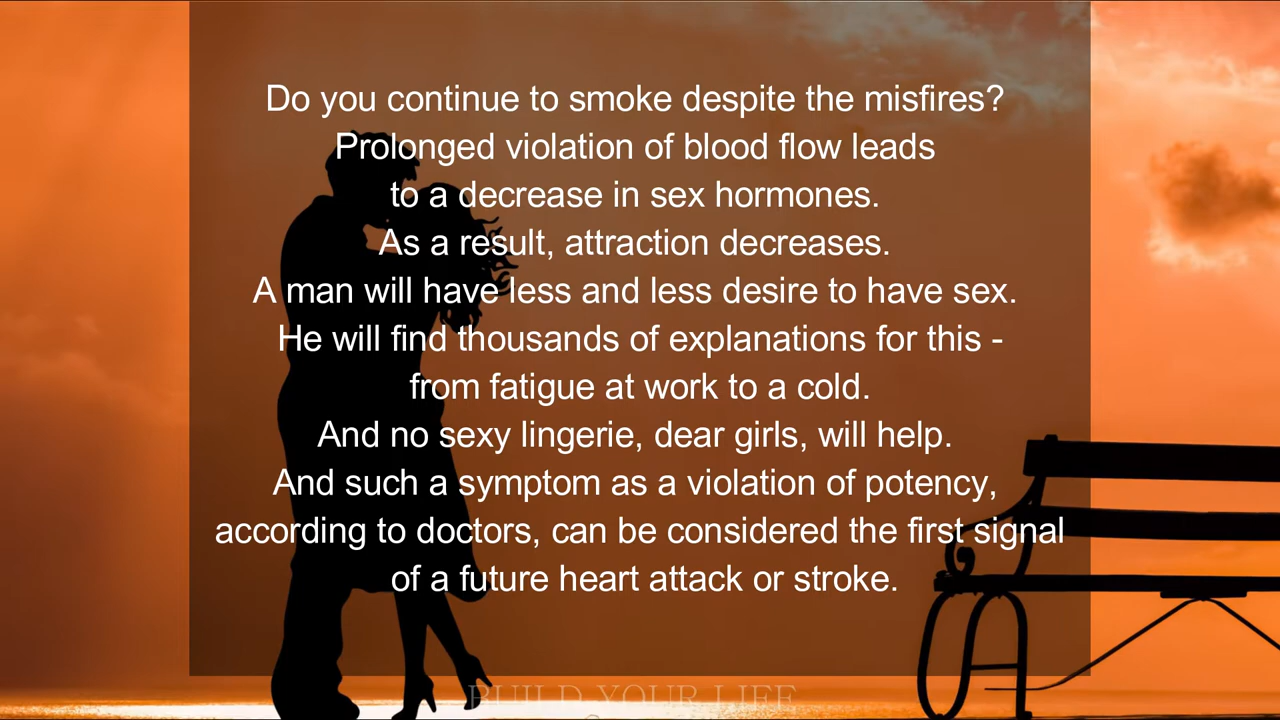 Do you continue to smoke despite the misfires?
Prolonged violation of blood flow leads
to a decrease in sex hormones.
As a result, attraction decreases.
A man will have less and less desire to have sex.
He will find thousands of explanations for this -
from fatigue at work to a cold.
And no sexy lingerie, dear girls, will help.
And such a symptom as a violation of potency,
according to doctors, can be considered the first signal
of a future heart attack or stroke.
BUILD YOUR LIFE